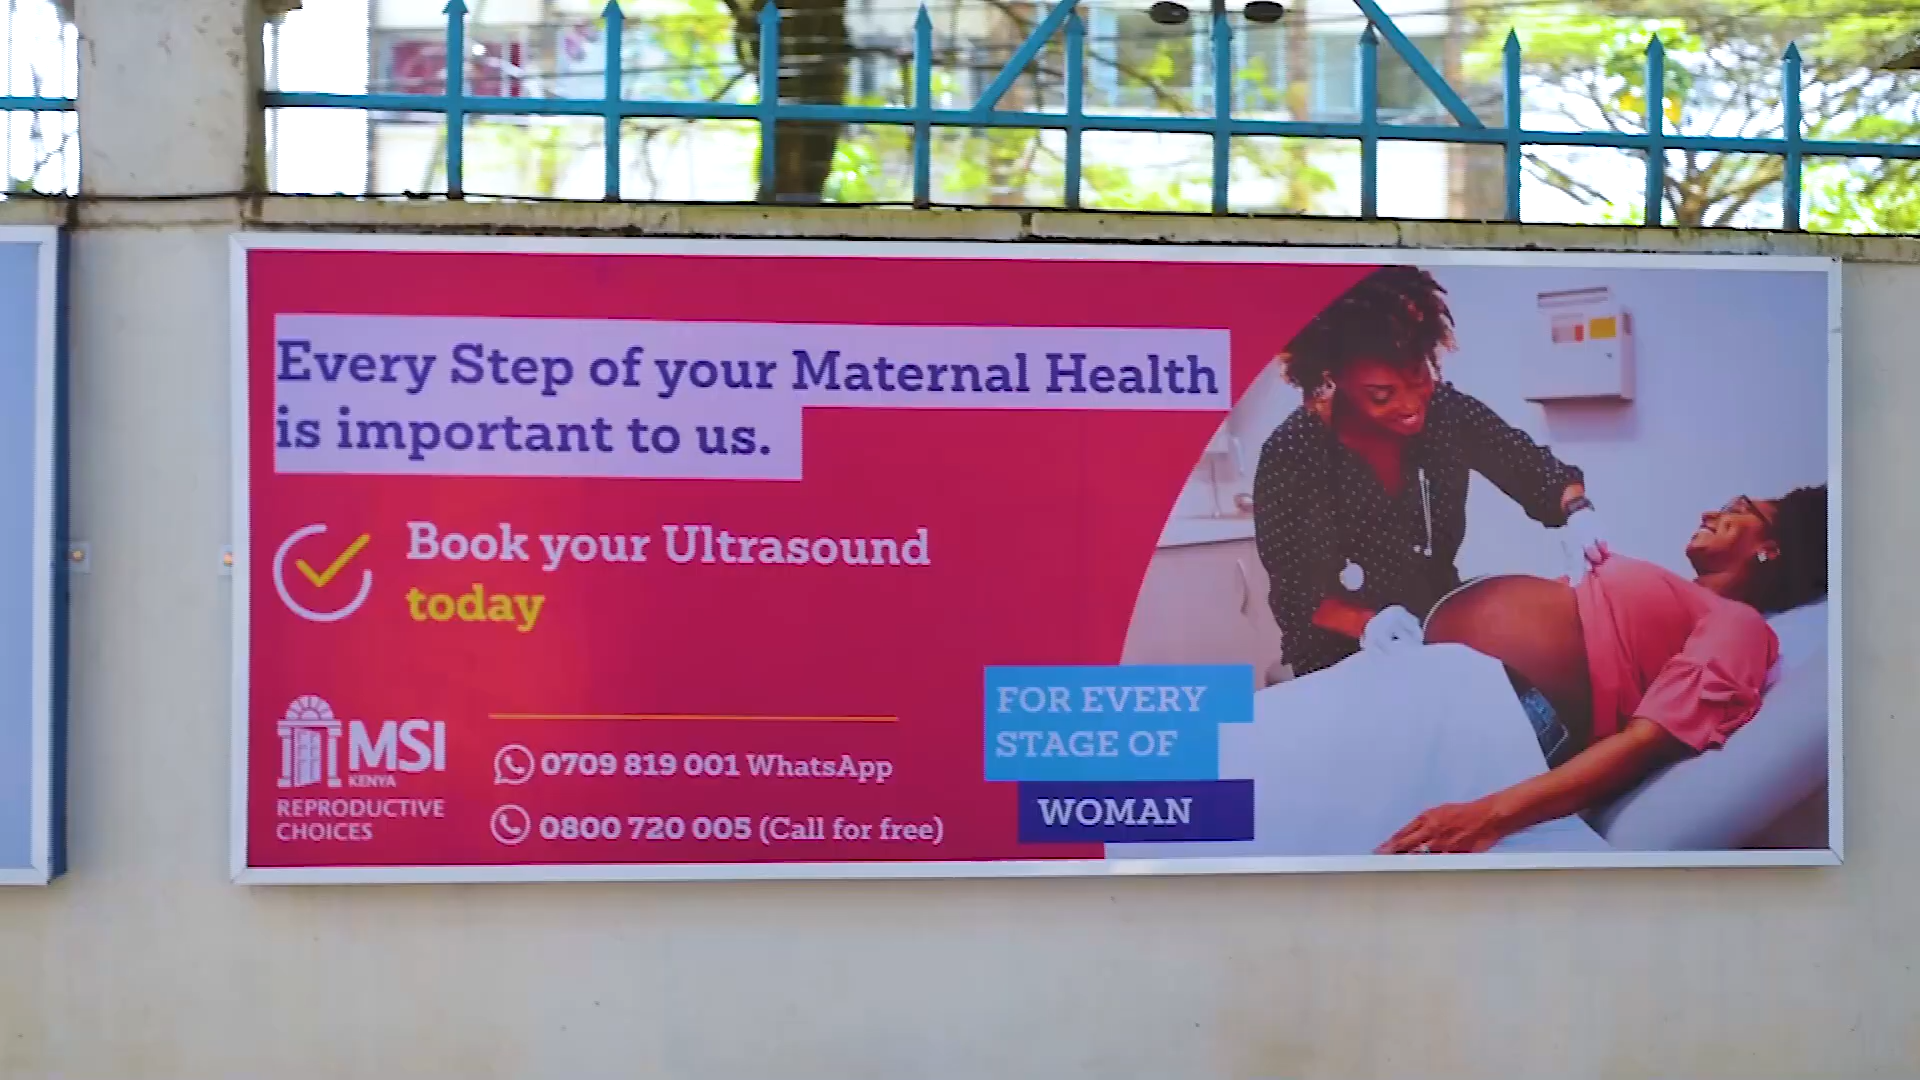 Every Step of your Maternal Health
is important to us.
Book your Ultrasound
today
MSI
KENYA
REPRODUCTIVE
CHOICES
0709 819 001 WhatsApp
0800 720 005 (Call for free)
FOR EVERY
STAGE OF
WOMAN